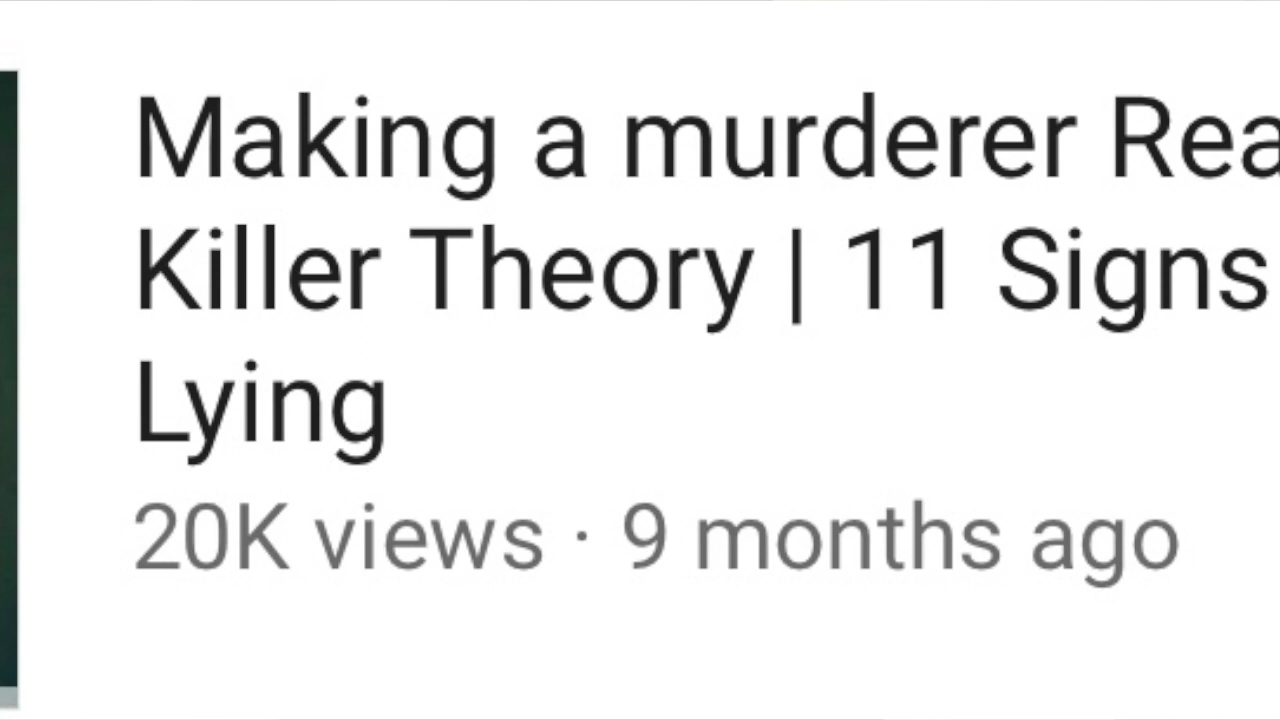 Making a murderer Rea
Killer Theory | 11 Signs
Lying
20K views · 9 months ago